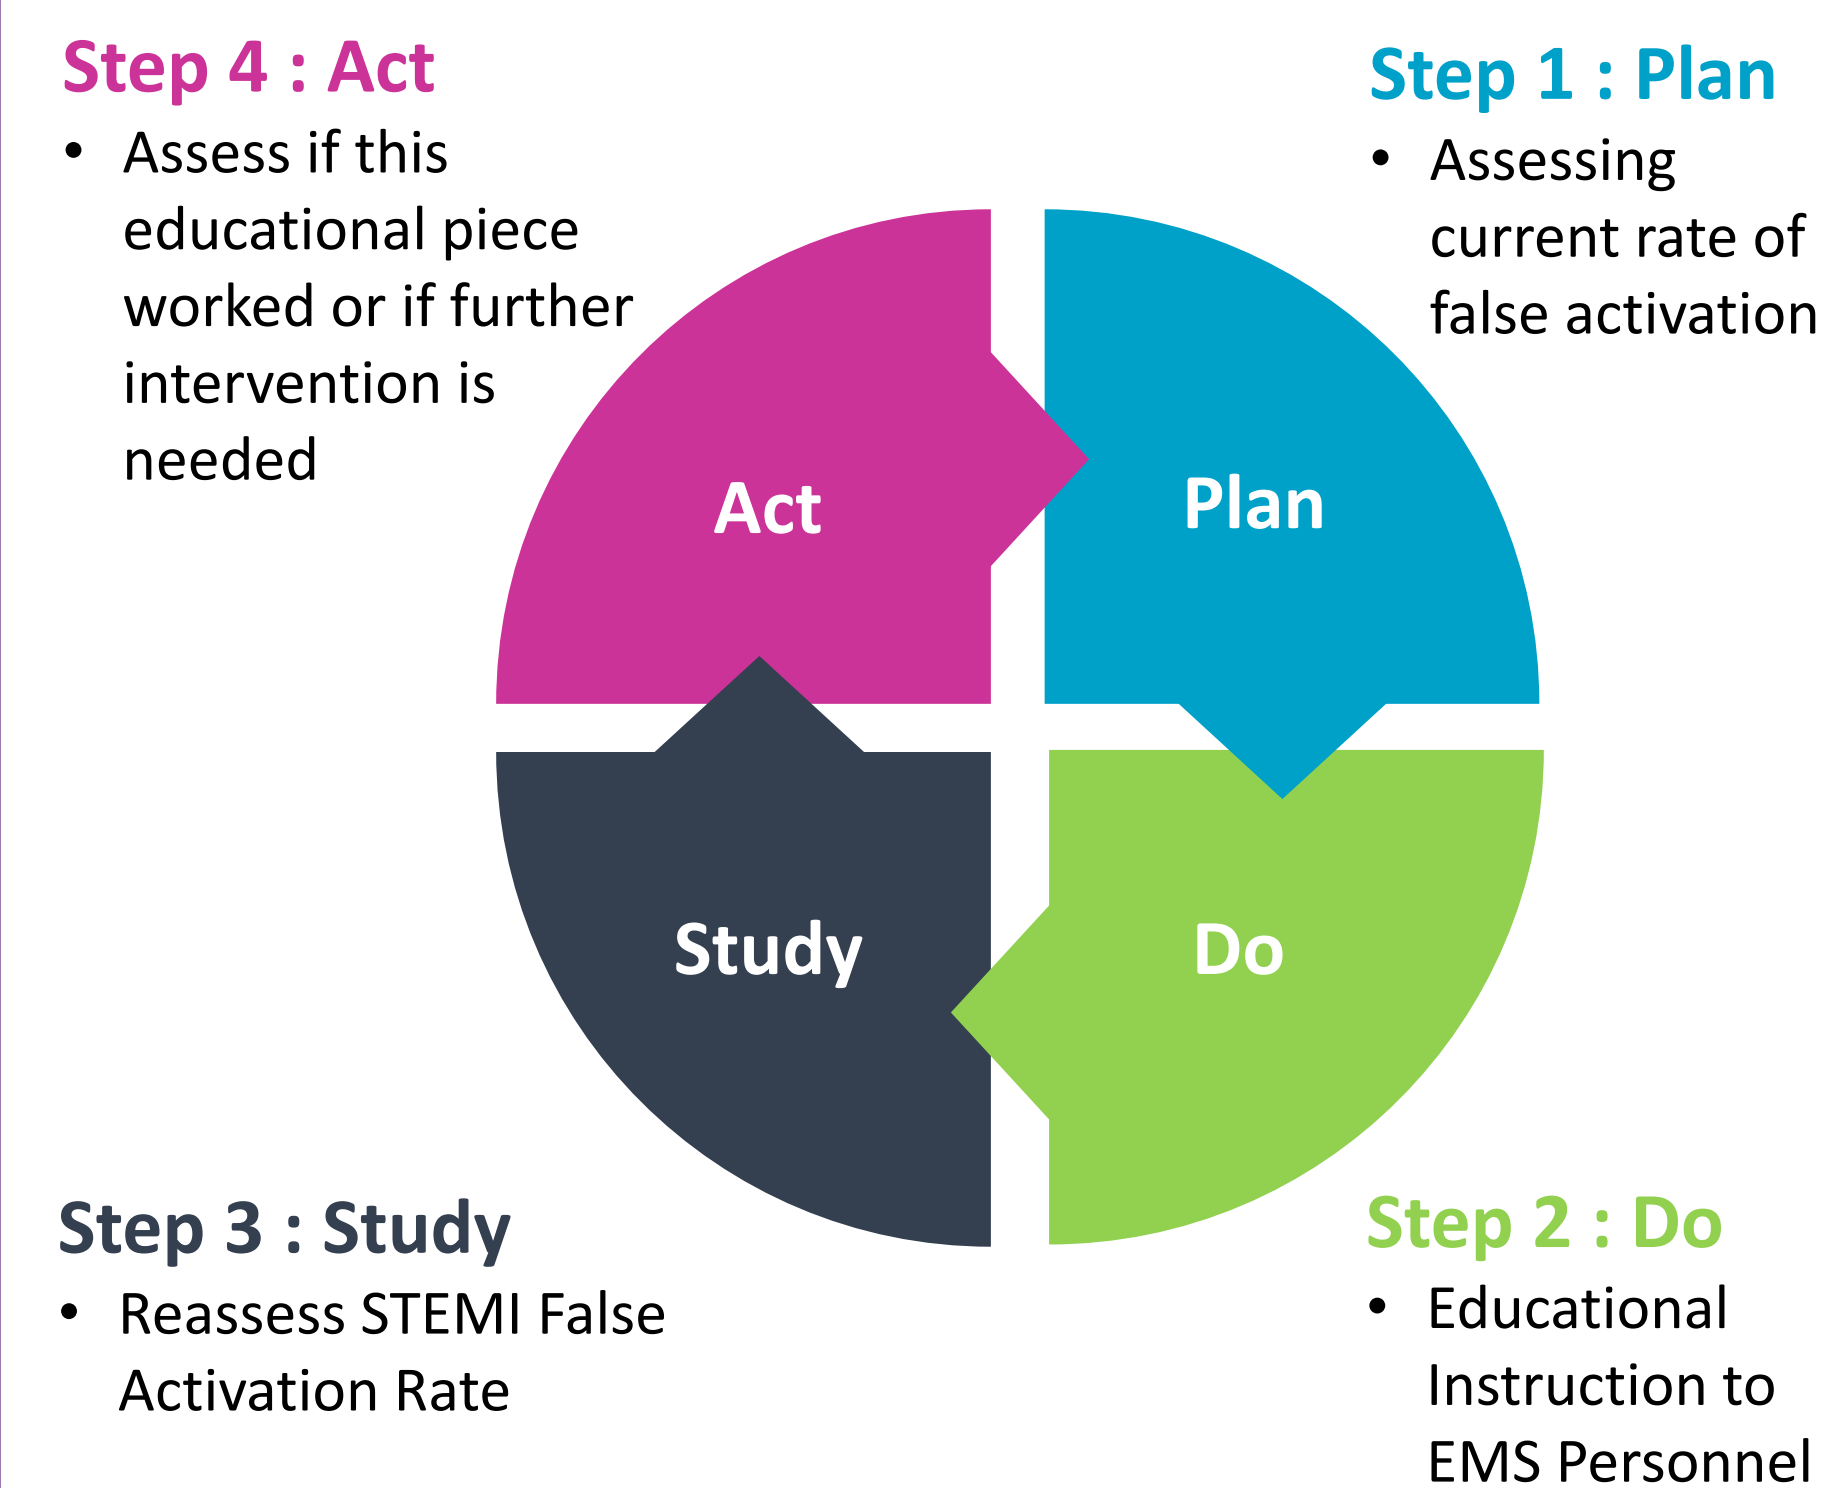 Step 4 : Act
• Assess if this
educational piece
worked or if further
intervention is
needed
Step 1 : Plan
• Assessing
current rate of
false activation
Act
Plan
Study
Do
Step 3 : Study
• Reassess STEMI False
Activation Rate
Step 2 : Do
• Educational
Instruction to
EMS Personnel